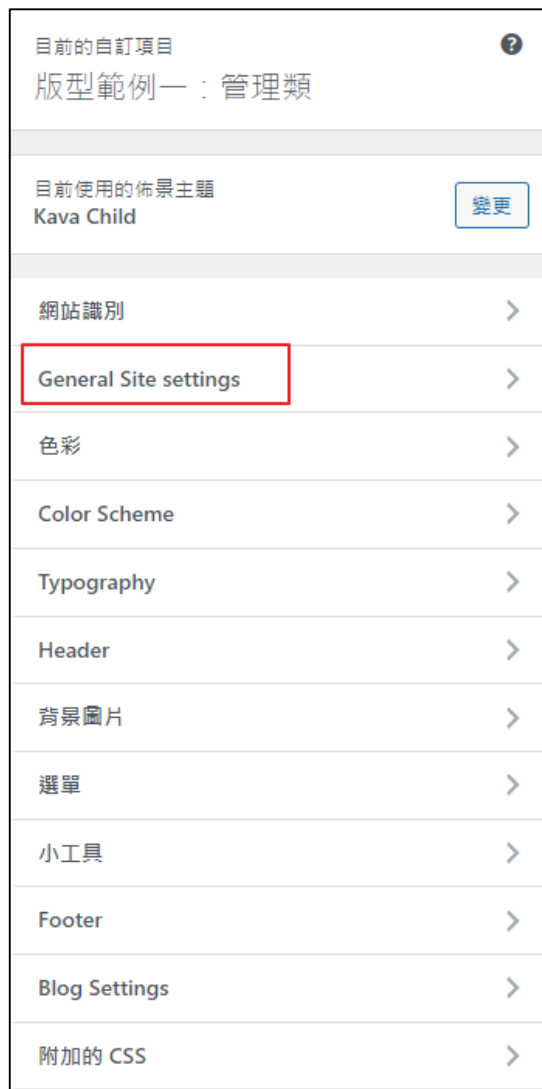 目前的自訂項目
版型範例一：管理類
目前使用的佈景主題
Kava Child
變更
網站識別
General Site settings
色彩
Color Scheme
Typography
Header
背景圖片
選單
小工具
Footer
Blog Settings
附加的 CSS